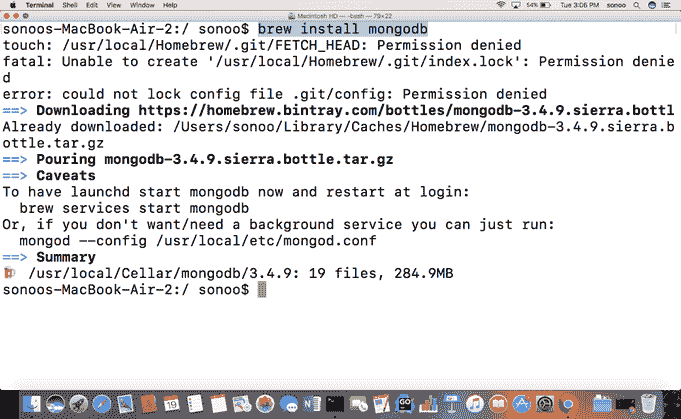 Terminal Shell Edit View Window Help 54% Tue 3:06 PM sonoo
Macintosh HD — -bash — 79×22
sonoos-MacBook-Air-2:/ sonoo$ brew install mongodb
touch: /usr/local/Homebrew/.git/FETCH_HEAD: Permission denied
fatal: Unable to create '/usr/local/Homebrew/.git/index.lock': Permission denie
d
error: could not lock config file .git/config: Permission denied
==> Downloading https://homebrew.bintray.com/bottles/mongodb-3.4.9.sierra.bottl
Already downloaded: /Users/sonoo/Library/Caches/Homebrew/mongodb-3.4.9.sierra.b
ottle.tar.gz
==> Pouring mongodb-3.4.9.sierra.bottle.tar.gz
==> Caveats
To have launchd start mongodb now and restart at login:
  brew services start mongodb
Or, if you don't want/need a background service you can just run:
  mongod --config /usr/local/etc/mongod.conf
==> Summary
🍺  /usr/local/Cellar/mongodb/3.4.9: 19 files, 284.9MB
sonoos-MacBook-Air-2:/ sonoo$
19
GO